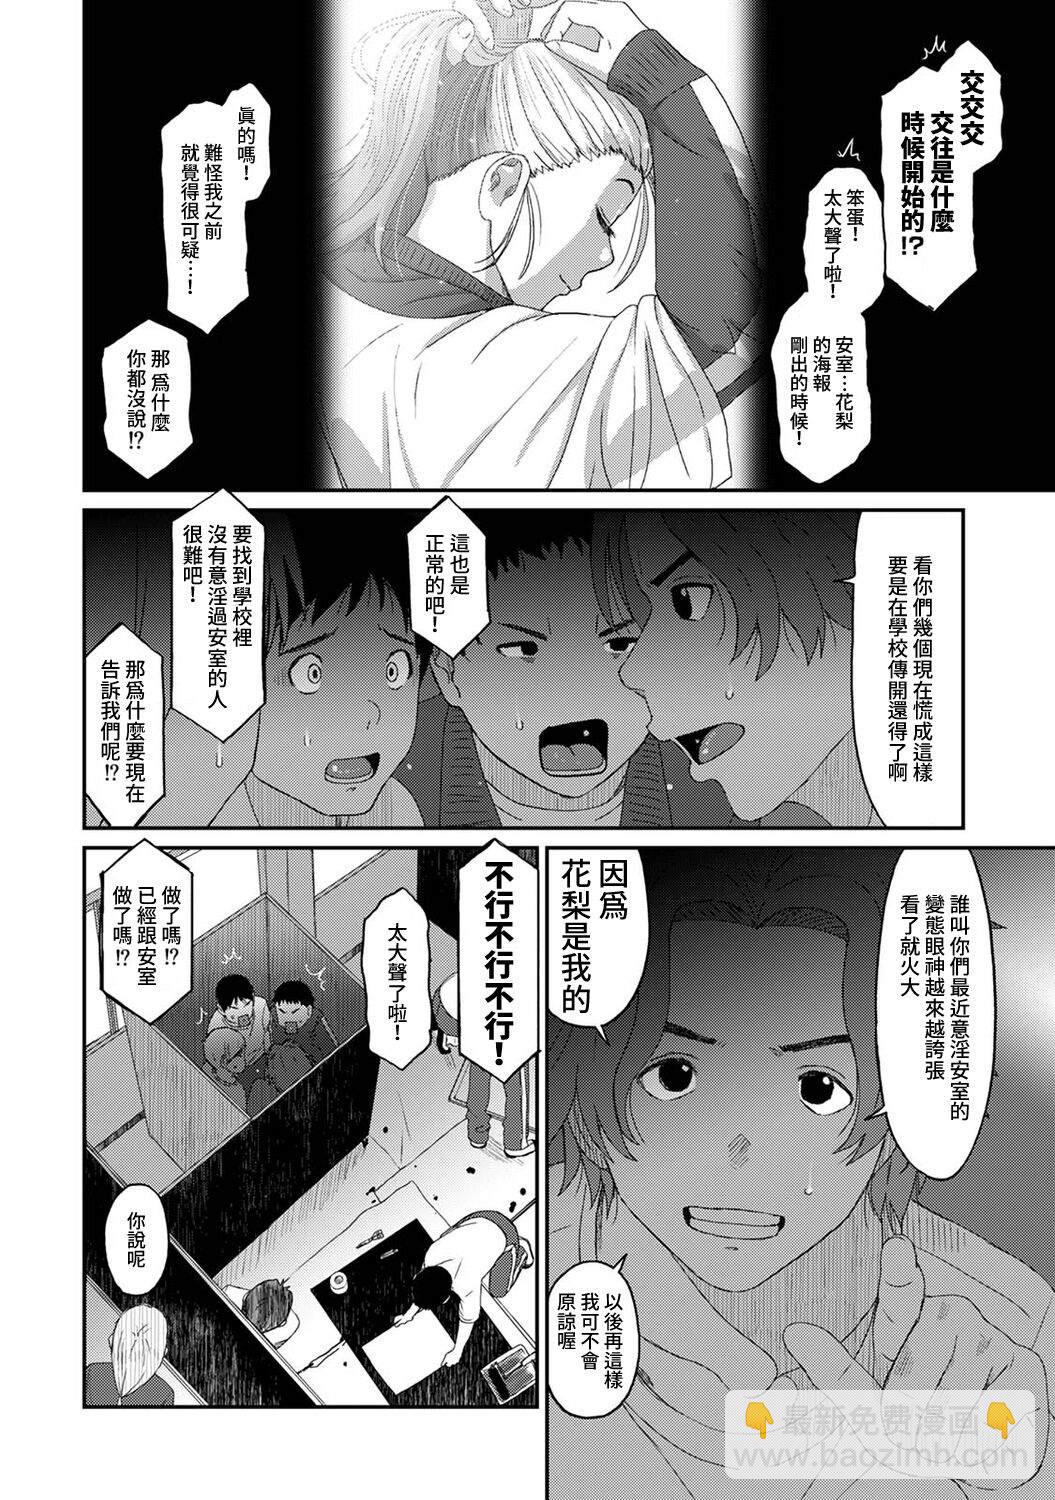 交交交
交往是什麼
時候開始的!?
笨蛋！
太大聲了啦！
安室…花梨
的海報
剛出的時候！
真的嗎！
難怪我之前
就覺得很可疑…！
那為什麼
你都沒說!?
看你們幾個現在慌成這樣
要是在學校傳開還得了啊
這也是
正常的吧！
要找到學校裡
沒有意淫過安室的人
很難吧！
那為什麼要現在
告訴我們呢!?
誰叫你們最近意淫安室的
變態眼神越來越誇張
看了就火大
因為
花梨是我的
以後再這樣
我可不會
原諒喔
不行不行不行！
太大聲了啦！
做了嗎!?
已經跟安室
做了嗎!?
你說呢
👇最新免费漫画👇
www.baozimh.com